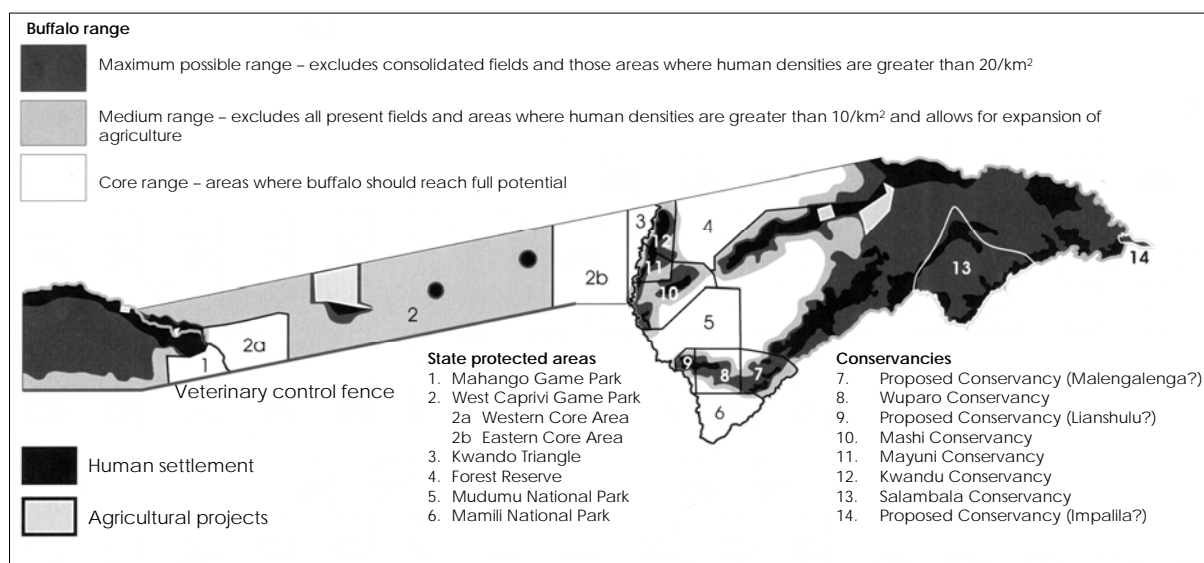 Buffalo range
Maximum possible range – excludes consolidated fields and those areas where human densities are greater than 20/km²
Medium range – excludes all present fields and areas where human densities are greater than 10/km² and allows for expansion of
agriculture
Core range – areas where buffalo should reach full potential
3
4
12
11
10
2b
2
5
2a
1
9
8
7
6
13
14
Veterinary control fence
Human settlement
Agricultural projects
State protected areas
1. Mahango Game Park
2. West Caprivi Game Park
2a Western Core Area
2b Eastern Core Area
3. Kwando Triangle
4. Forest Reserve
5. Mudumu National Park
6. Mamili National Park
Conservancies
7. Proposed Conservancy (Malengalenga?)
8. Wuparo Conservancy
9. Proposed Conservancy (Lianshulu?)
10. Mashi Conservancy
11. Mayuni Conservancy
12. Kwandu Conservancy
13. Salambala Conservancy
14. Proposed Conservancy (Impalila?)